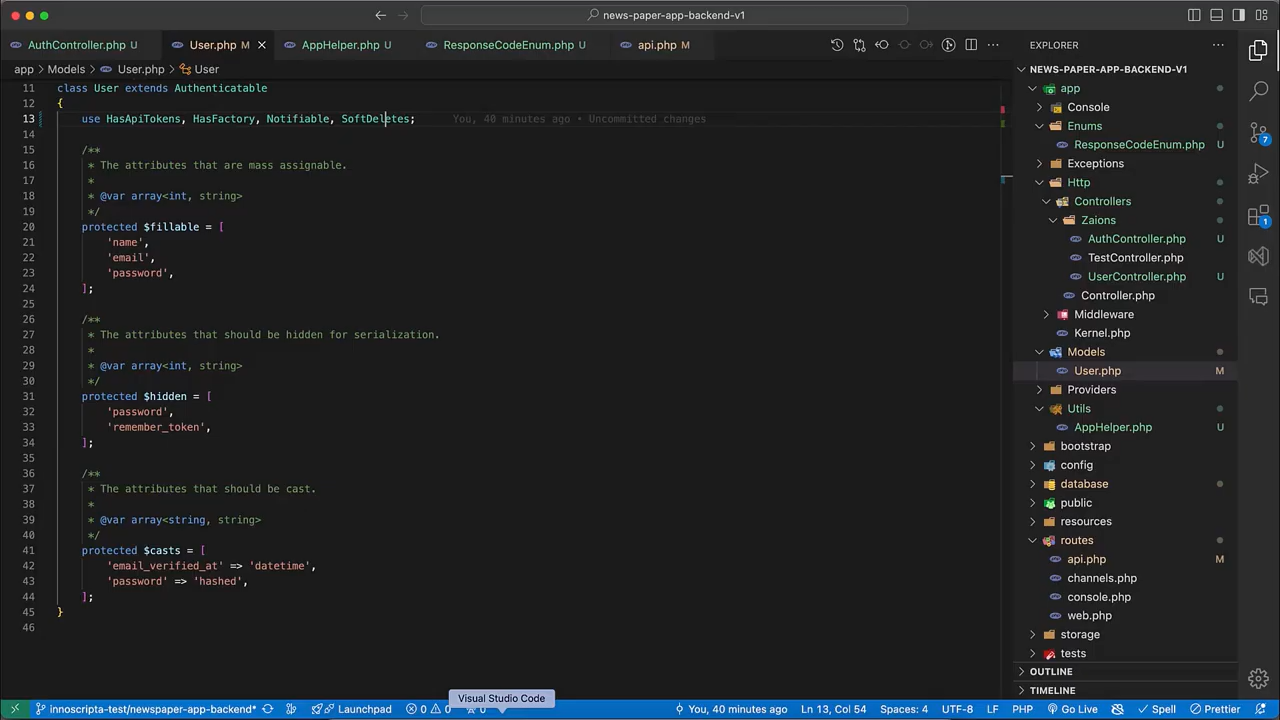 news-paper-app-backend-v1
AuthController.php U
User.php M
AppHelper.php U
ResponseCodeEnum.php U
api.php M
EXPLORER
app > Models > User.php > User
NEWS-PAPER-APP-BACKEND-V1
11 class User extends Authenticatable
12 {
13 use HasApiTokens, HasFactory, Notifiable, SoftDeletes; You, 40 minutes ago • Uncommitted changes
14
15 /**
16 * The attributes that are mass assignable.
17 *
18 * @var array<int, string>
19 */
20 protected $fillable = [
21 'name',
22 'email',
23 'password',
24 ];
25
26 /**
27 * The attributes that should be hidden for serialization.
28 *
29 * @var array<int, string>
30 */
31 protected $hidden = [
32 'password',
33 'remember_token',
34 ];
35
36 /**
37 * The attributes that should be cast.
38 *
39 * @var array<string, string>
40 */
41 protected $casts = [
42 'email_verified_at' => 'datetime',
43 'password' => 'hashed',
44 ];
45 }
46
app
Console
Enums
ResponseCodeEnum.php U
Exceptions
Http
Controllers
Zaions
AuthController.php U
TestController.php
UserController.php U
Controller.php
Middleware
Kernel.php
Models
User.php M
Providers
Utils
AppHelper.php U
bootstrap
config
database
public
resources
routes
api.php M
channels.php
console.php
web.php
storage
tests
OUTLINE
TIMELINE
7
1
Visual Studio Code
innoscripta-test/newspaper-app-backend* Launchpad 0 0 0 You, 40 minutes ago Ln 13, Col 54 Spaces: 4 UTF-8 LF PHP Go Live Spell Prettier